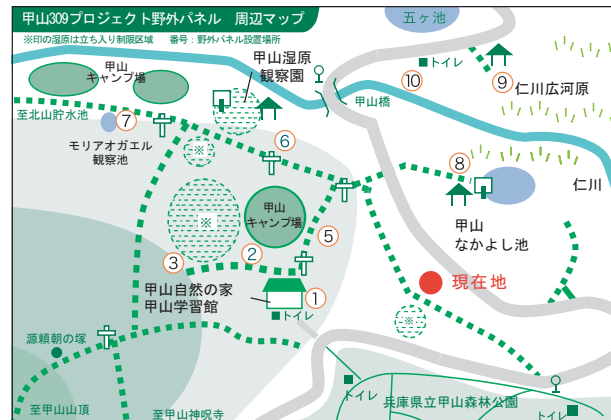 甲山309プロジェクト野外パネル　周辺マップ
※印の湿原は立ち入り制限区域　番号：野外パネル設置場所
五ヶ池
甲山
キャンプ場
甲山湿原
観察園
トイレ
⑩
⑨
仁川広河原
甲山橋
至北山貯水池
⑦
モリアオガエル
観察池
⑥
※
⑧
仁川
※
甲山
キャンプ場
⑤
甲山
なかよし池
③
②
現在地
甲山自然の家
甲山学習館
①
トイレ
※
源頼朝の塚
至甲山山頂
至甲山神呪寺
トイレ
兵庫県立甲山森林公園
トイレ